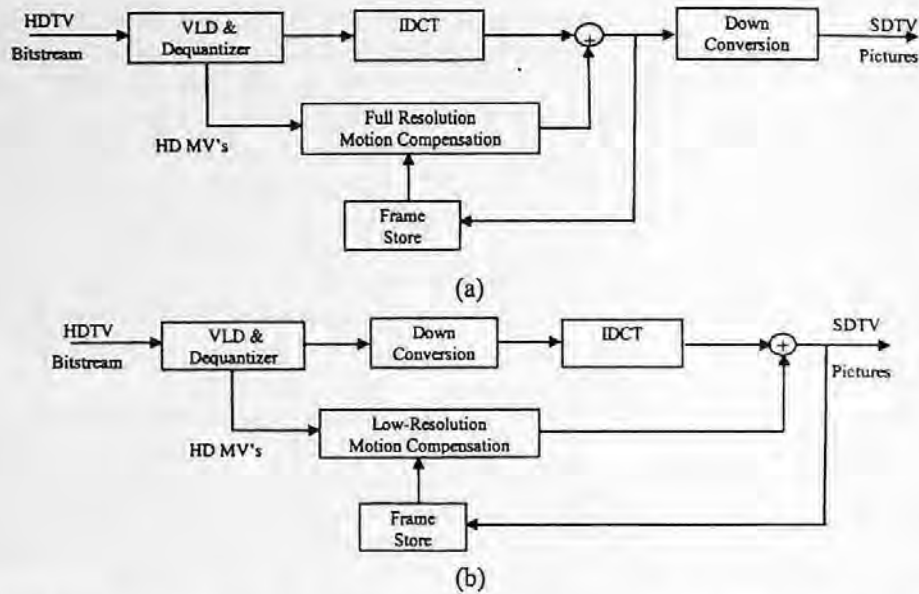 HDTV
Bitstream
VLD &
Dequantizer
IDCT
+
Down
Conversion
SDTV
Pictures
HD MV's
Full Resolution
Motion Compensation
Frame
Store
(a)
HDTV
Bitstream
VLD &
Dequantizer
Down
Conversion
IDCT
+
SDTV
Pictures
HD MV's
Low-Resolution
Motion Compensation
Frame
Store
(b)